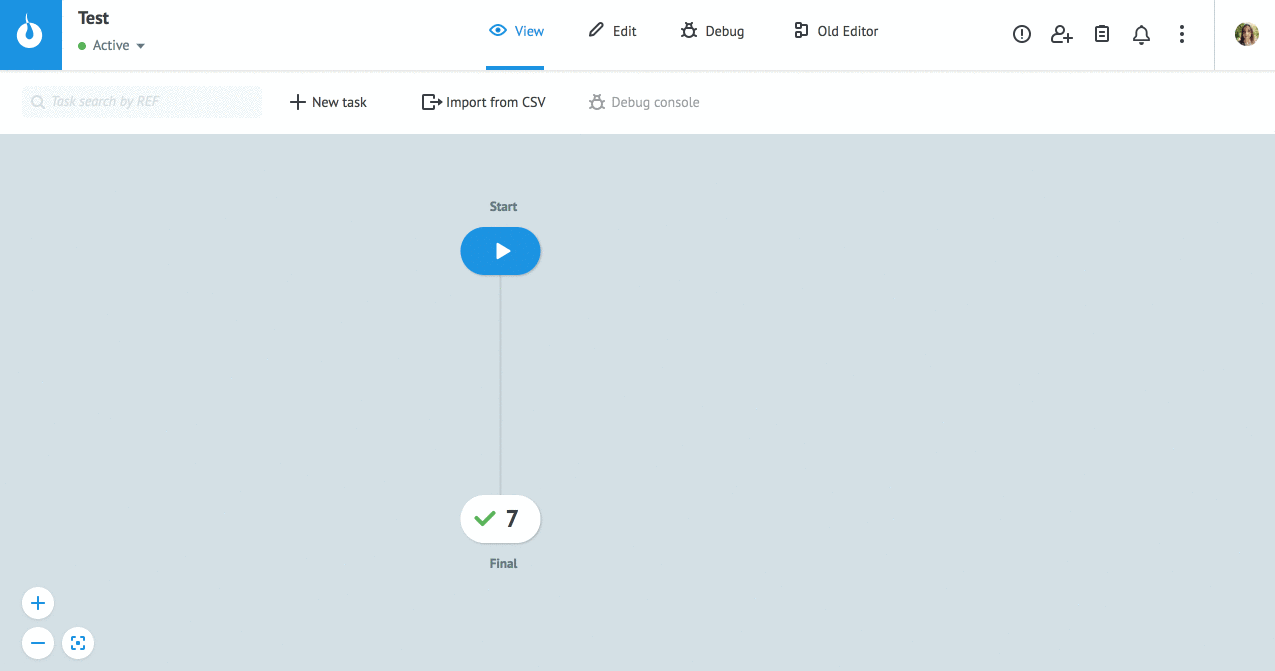 Test
Active
View
Edit
Debug
Old Editor
Task search by REF
New task
Import from CSV
Debug console
Start
7
Final